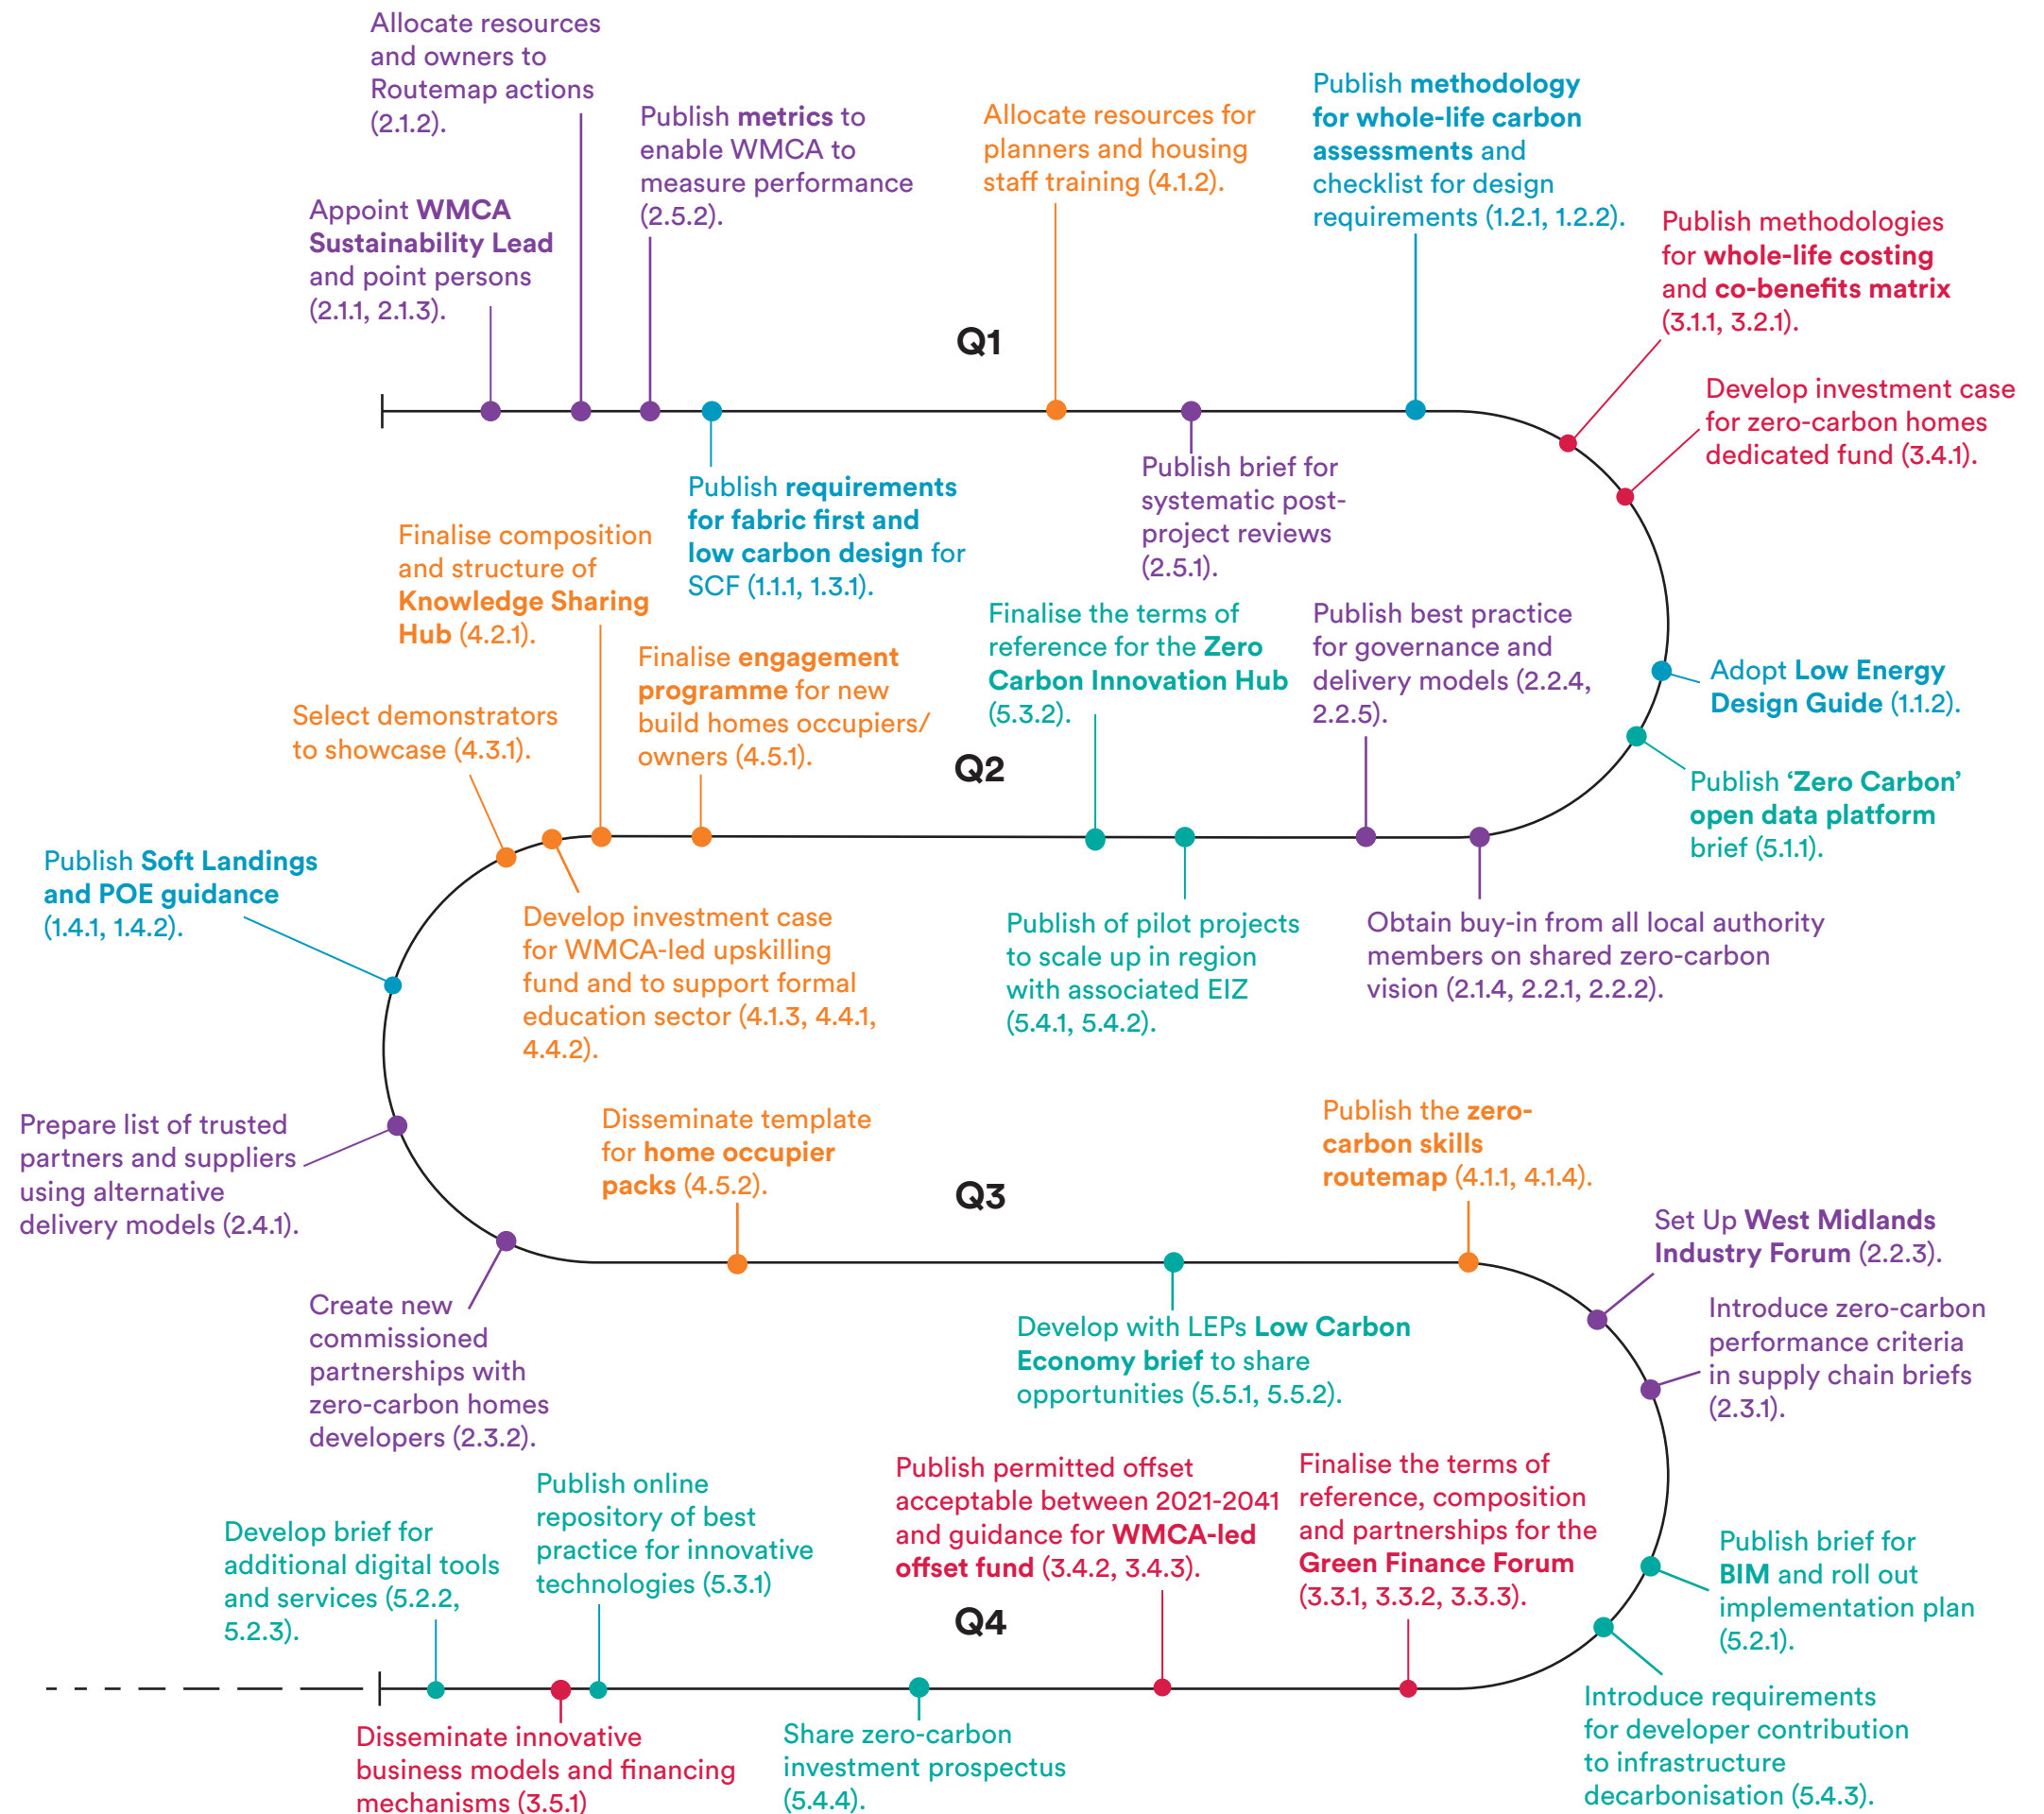 Allocate resources
and owners to
Routemap actions
(2.1.2).
Appoint WMCA
Sustainability Lead
and point persons
(2.1.1, 2.1.3).
Publish metrics to
enable WMCA to
measure performance
(2.5.2).
Allocate resources for
planners and housing
staff training (4.1.2).
Publish methodology
for whole-life carbon
assessments and
checklist for design
requirements (1.2.1, 1.2.2).
Publish methodologies
for whole-life costing
and co-benefits matrix
(3.1.1, 3.2.1).
Q1
Develop investment case
for zero-carbon homes
dedicated fund (3.4.1).
Publish requirements
for fabric first and
low carbon design for
SCF (1.1.1, 1.3.1).
Publish brief for
systematic post-
project reviews
(2.5.1).
Finalise composition
and structure of
Knowledge Sharing
Hub (4.2.1).
Finalise engagement
programme for new
build homes occupiers/
owners (4.5.1).
Finalise the terms of
reference for the Zero
Carbon Innovation Hub
(5.3.2).
Publish best practice
for governance and
delivery models (2.2.4,
2.2.5).
Adopt Low Energy
Design Guide (1.1.2).
Select demonstrators
to showcase (4.3.1).
Q2
Publish ‘Zero Carbon’
open data platform
brief (5.1.1).
Publish Soft Landings
and POE guidance
(1.4.1, 1.4.2).
Develop investment case
for WMCA-led upskilling
fund and to support formal
education sector (4.1.3, 4.4.1,
4.4.2).
Publish of pilot projects
to scale up in region
with associated EIZ
(5.4.1, 5.4.2).
Obtain buy-in from all local authority
members on shared zero-carbon
vision (2.1.4, 2.2.1, 2.2.2).
Prepare list of trusted
partners and suppliers
using alternative
delivery models (2.4.1).
Disseminate template
for home occupier
packs (4.5.2).
Q3
Publish the zero-
carbon skills
routemap (4.1.1, 4.1.4).
Set Up West Midlands
Industry Forum (2.2.3).
Create new
commissioned
partnerships with
zero-carbon homes
developers (2.3.2).
Develop with LEPs Low Carbon
Economy brief to share
opportunities (5.5.1, 5.5.2).
Introduce zero-carbon
performance criteria
in supply chain briefs
(2.3.1).
Develop brief for
additional digital tools
and services (5.2.2,
5.2.3).
Publish online
repository of best
practice for innovative
technologies (5.3.1)
Publish permitted offset
acceptable between 2021-2041
and guidance for WMCA-led
offset fund (3.4.2, 3.4.3).
Finalise the terms of
reference, composition
and partnerships for the
Green Finance Forum
(3.3.1, 3.3.2, 3.3.3).
Publish brief for
BIM and roll out
implementation plan
(5.2.1).
Q4
Disseminate innovative
business models and financing
mechanisms (3.5.1)
Share zero-carbon
investment prospectus
(5.4.4).
Introduce requirements
for developer contribution
to infrastructure
decarbonisation (5.4.3).